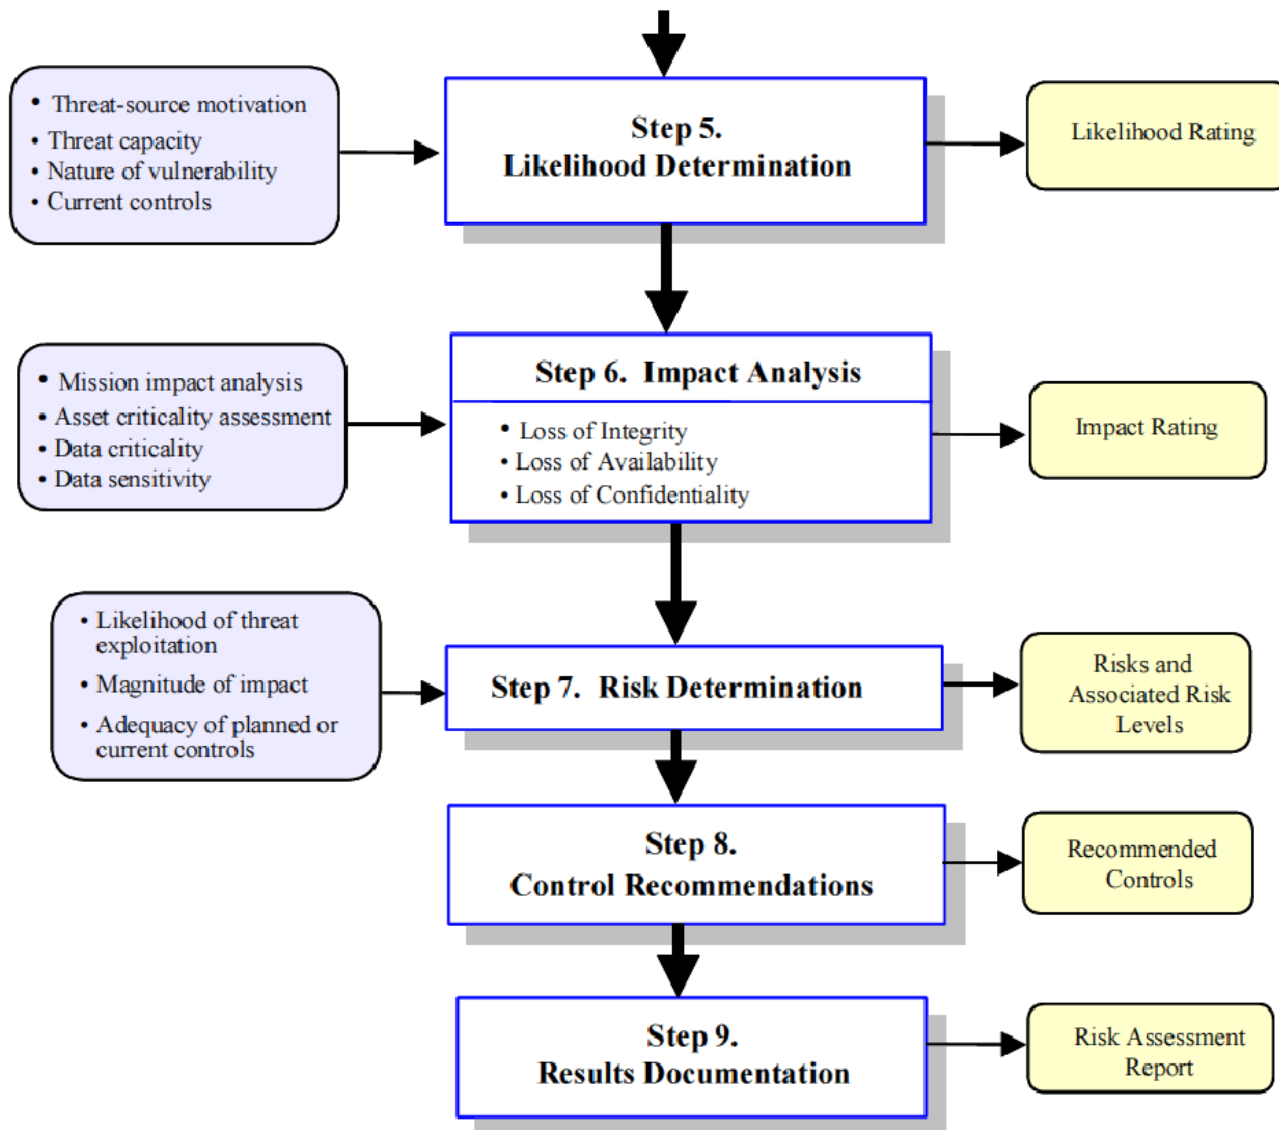 • Threat-source motivation
• Threat capacity
• Nature of vulnerability
• Current controls
Step 5.
Likelihood Determination
Likelihood Rating
• Mission impact analysis
• Asset criticality assessment
• Data criticality
• Data sensitivity
Step 6. Impact Analysis
• Loss of Integrity
• Loss of Availability
• Loss of Confidentiality
Impact Rating
• Likelihood of threat
exploitation
• Magnitude of impact
• Adequacy of planned or
current controls
Step 7. Risk Determination
Risks and
Associated Risk
Levels
Step 8.
Control Recommendations
Recommended
Controls
Step 9.
Results Documentation
Risk Assessment
Report